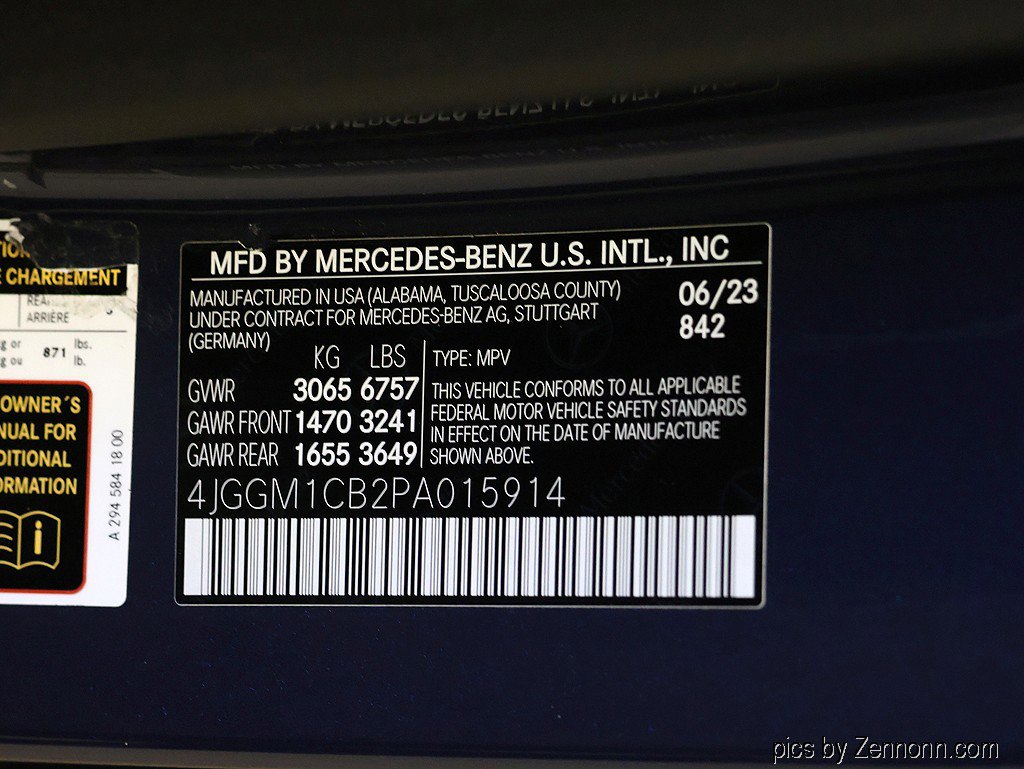 MFD BY MERCEDES-BENZ U.S. INTL., INC
MANUFACTURED IN USA (ALABAMA, TUSCALOOSA COUNTY)
UNDER CONTRACT FOR MERCEDES-BENZ AG, STUTTGART
(GERMANY)
06/23
842
KG LBS
GVWR 3065 6757
GAWR FRONT 1470 3241
GAWR REAR 1655 3649
TYPE: MPV
THIS VEHICLE CONFORMS TO ALL APPLICABLE
FEDERAL MOTOR VEHICLE SAFETY STANDARDS
IN EFFECT ON THE DATE OF MANUFACTURE
SHOWN ABOVE.
4JGGM1CB2PA015914
E CHARGEMENT
ARRIÈRE
kg or 871 lbs.
kg ou lb.
OWNER´S
NUAL FOR
DITIONAL
ORMATION
i
A 294 584 18 00
pics by Zennonn.com